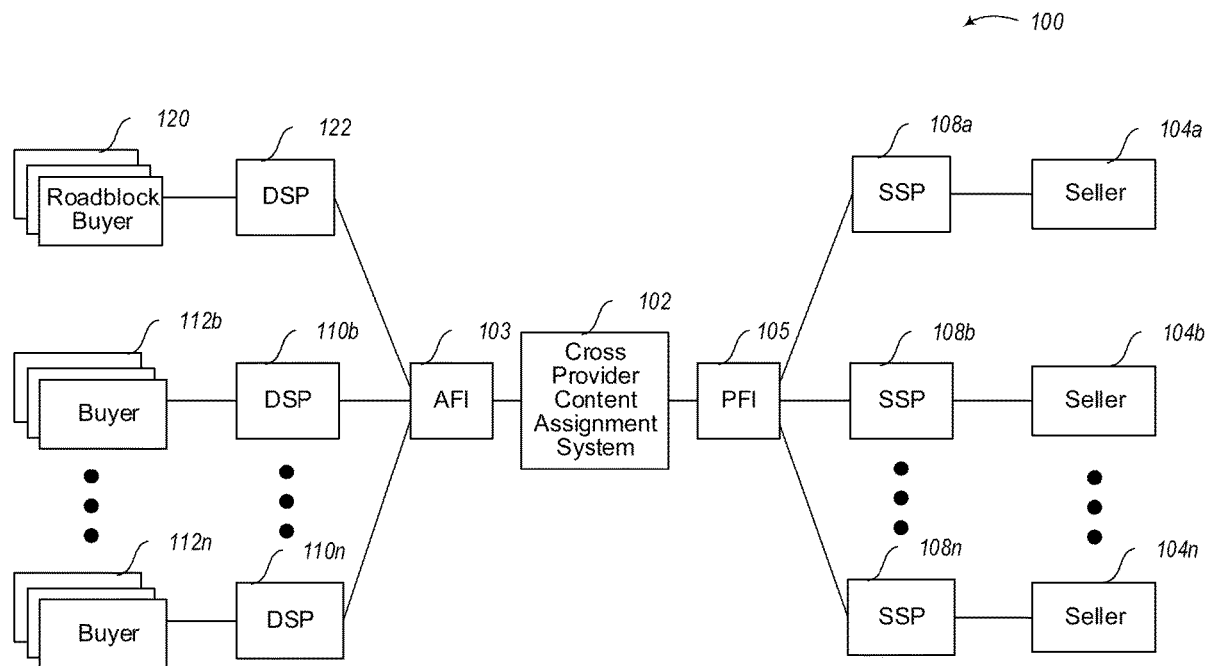 100
120
122
108a
104a
Roadblock
Buyer
DSP
SSP
Seller
112b
110b
103
102
105
108b
104b
Buyer
DSP
AFI
Cross
Provider
Content
Assignment
System
PFI
SSP
Seller
112n
110n
108n
104n
Buyer
DSP
SSP
Seller